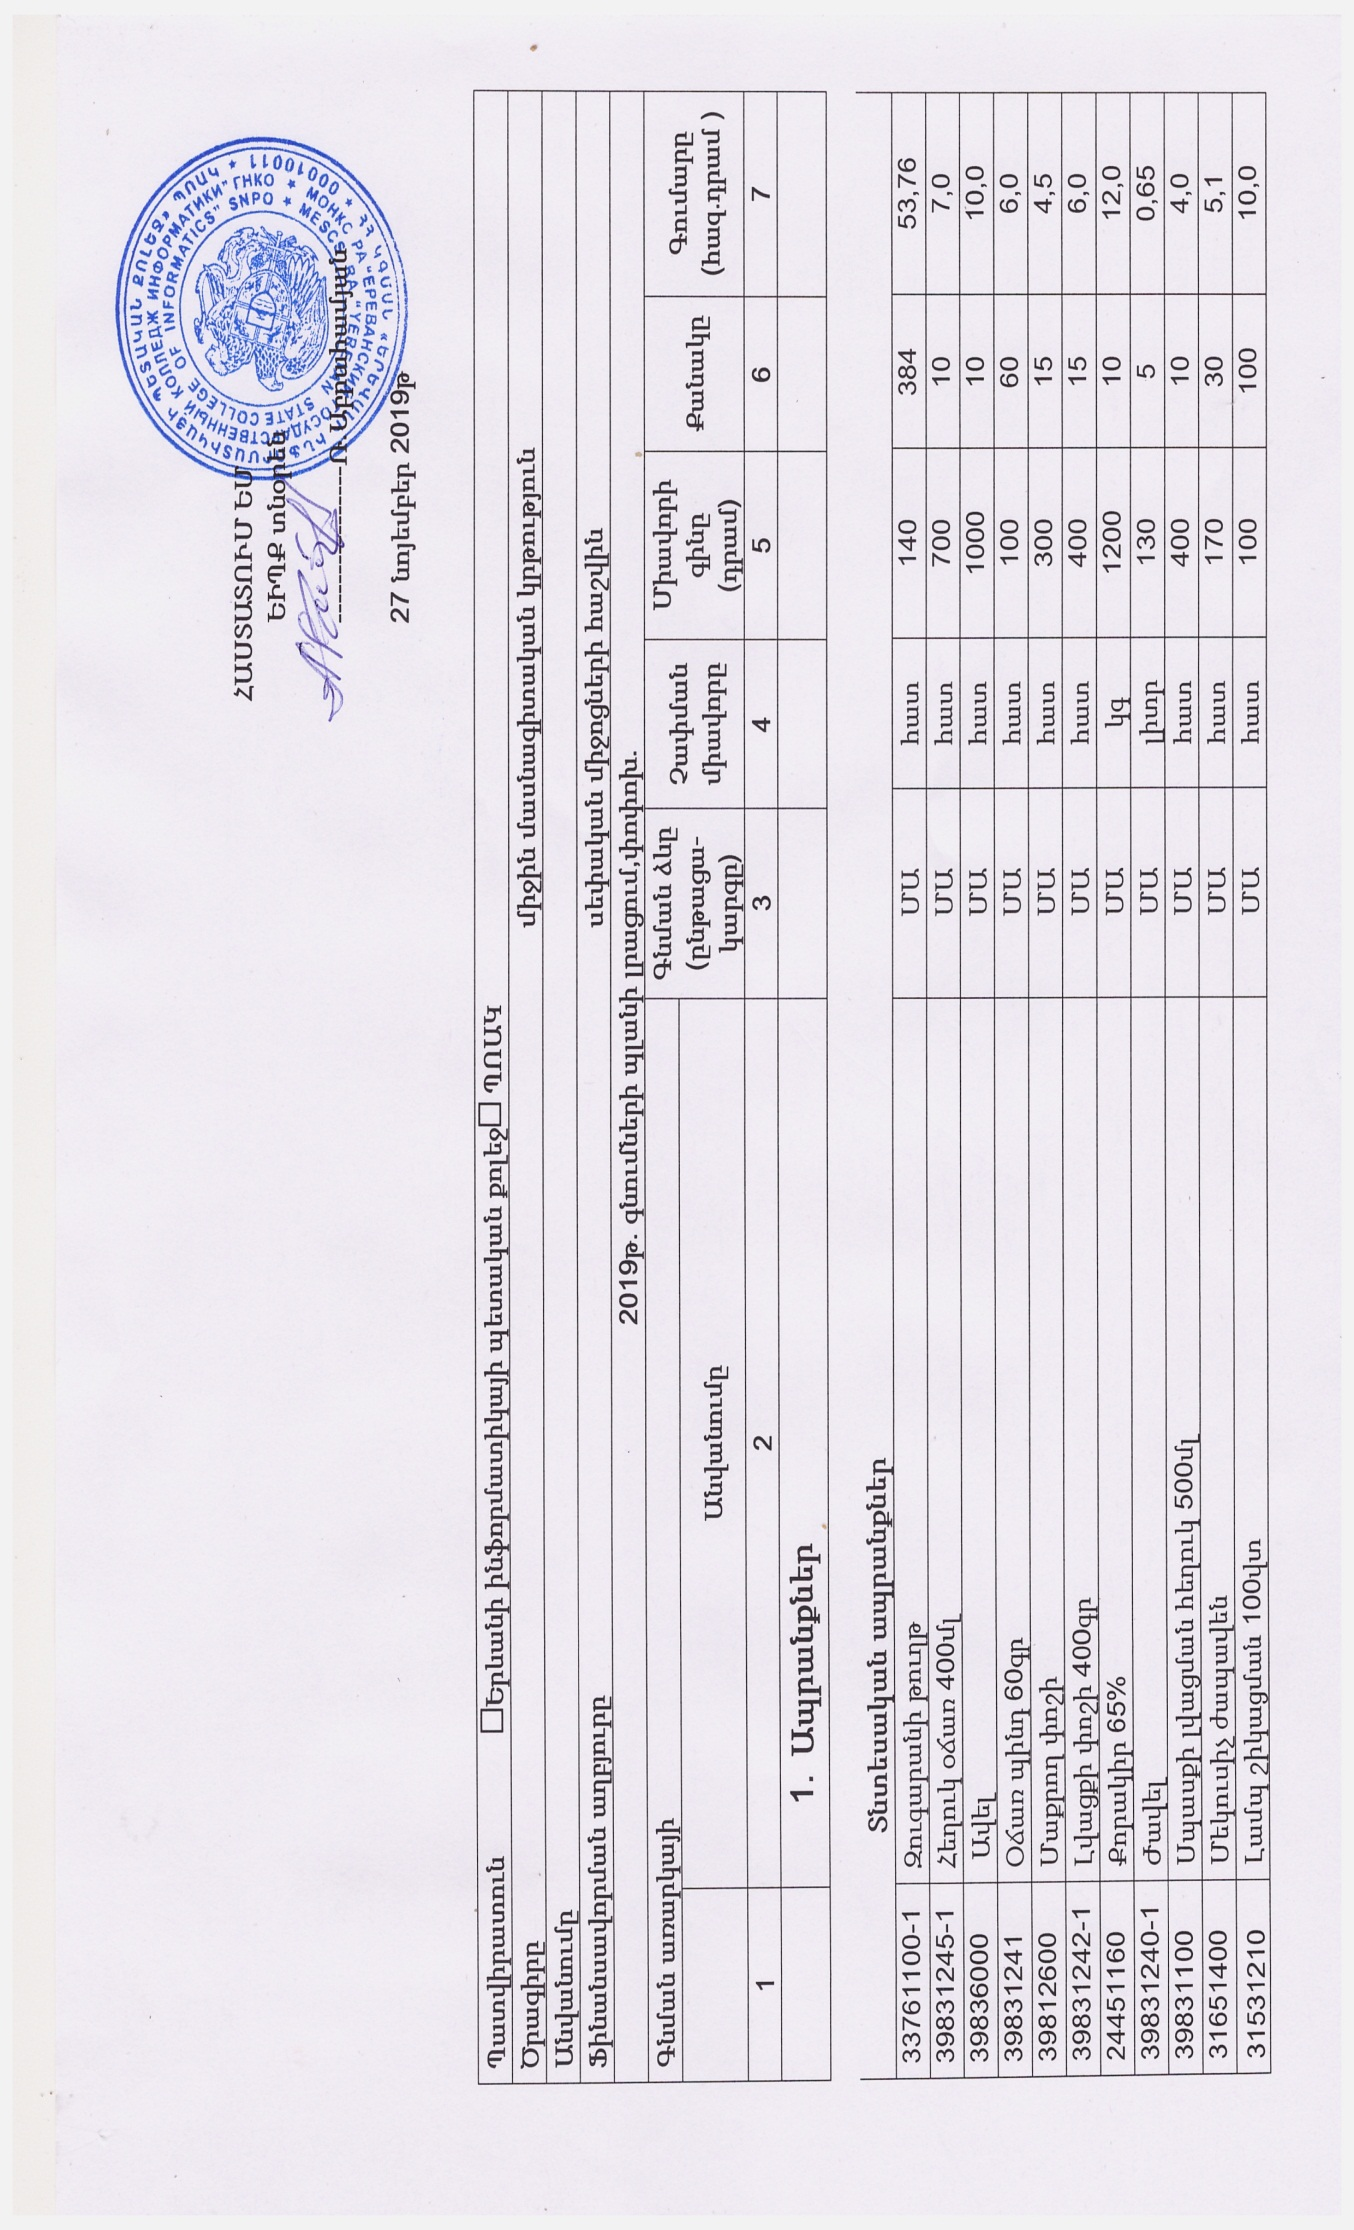 ՀԱՍՏԱՏՈՒՄ ԵՄ
ԵԻՊՔ տնօրեն
Ռ.Աբրահամյան
27 նոյեմբեր 2019թ
Պատվիրատուն □Երևանի ինֆորմատիկայի պետական քոլեջ□ ՊՈԱԿ
Ծրագիրը միջին մասնագիտական կրթություն
Անվանումը
Ֆինանսավորման աղբյուրը սեփական միջոցների հաշվին
2019թ. գնումների պլանի լրացում,փոփոխ.
Գնման առարկայի Անվանումը Գնման ձևը (ընթացա-կարգը) Չափման միավորը Միավորի գինը (դրամ) Քանակը Գումարը (հազ.դրամ )
1 2 3 4 5 6 7
1. Ապրանքներ
Տնտեսական ապրանքներ
33761100-1 Զուգարանի թուղթ ՄԱ հատ 140 384 53,76
39831245-1 Հեղուկ օճառ 400մլ ՄԱ հատ 700 10 7,0
39836000 Ավել ՄԱ հատ 1000 10 10,0
39831241 Օճառ պինդ 60գր ՄԱ հատ 100 60 6,0
39812600 Մաքրող փոշի ՄԱ հատ 300 15 4,5
39831242-1 Լվացքի փոշի 400գր ՄԱ հատ 400 15 6,0
24451160 Քլորակիր 65% ՄԱ կգ 1200 10 12,0
39831240-1 Ժավել ՄԱ լիտր 130 5 0,65
39831100 Սպասքի լվացման հեղուկ 500մլ ՄԱ հատ 400 10 4,0
31651400 Մեկուսիչ ժապավեն ՄԱ հատ 170 30 5,1
31531210 Լամպ շիկացման 100վտ ՄԱ հատ 100 100 10,0